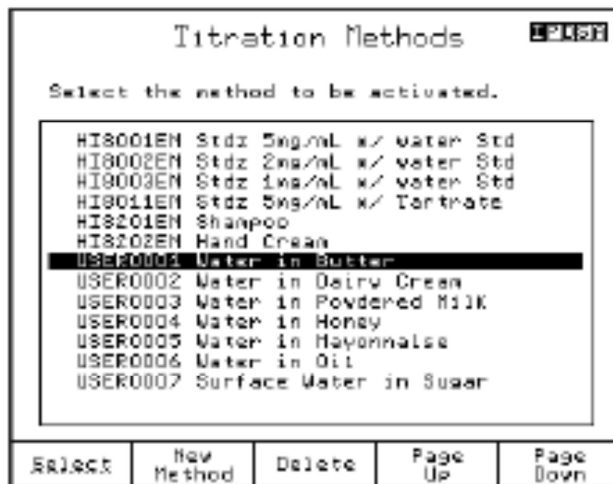 Titration Methods
Select the method to be activated.
HI8001EN Stdz 5mg/mL w/ water Std
HI8002EN Stdz 2mg/mL w/ water Std
HI8003EN Stdz 1mg/mL w/ water Std
HI8011EN Stdz 5mg/mL w/ Tartrate
HI8201EN Shampoo
HI8202EN Hand Cream
USER0001 Water in Butter
USER0002 Water in Dairy Cream
USER0003 Water in Powdered Milk
USER0004 Water in Honey
USER0005 Water in Mayonnaise
USER0006 Water in Oil
USER0007 Surface Water in Sugar
Select
New
Method
Delete
Page
Up
Page
Down